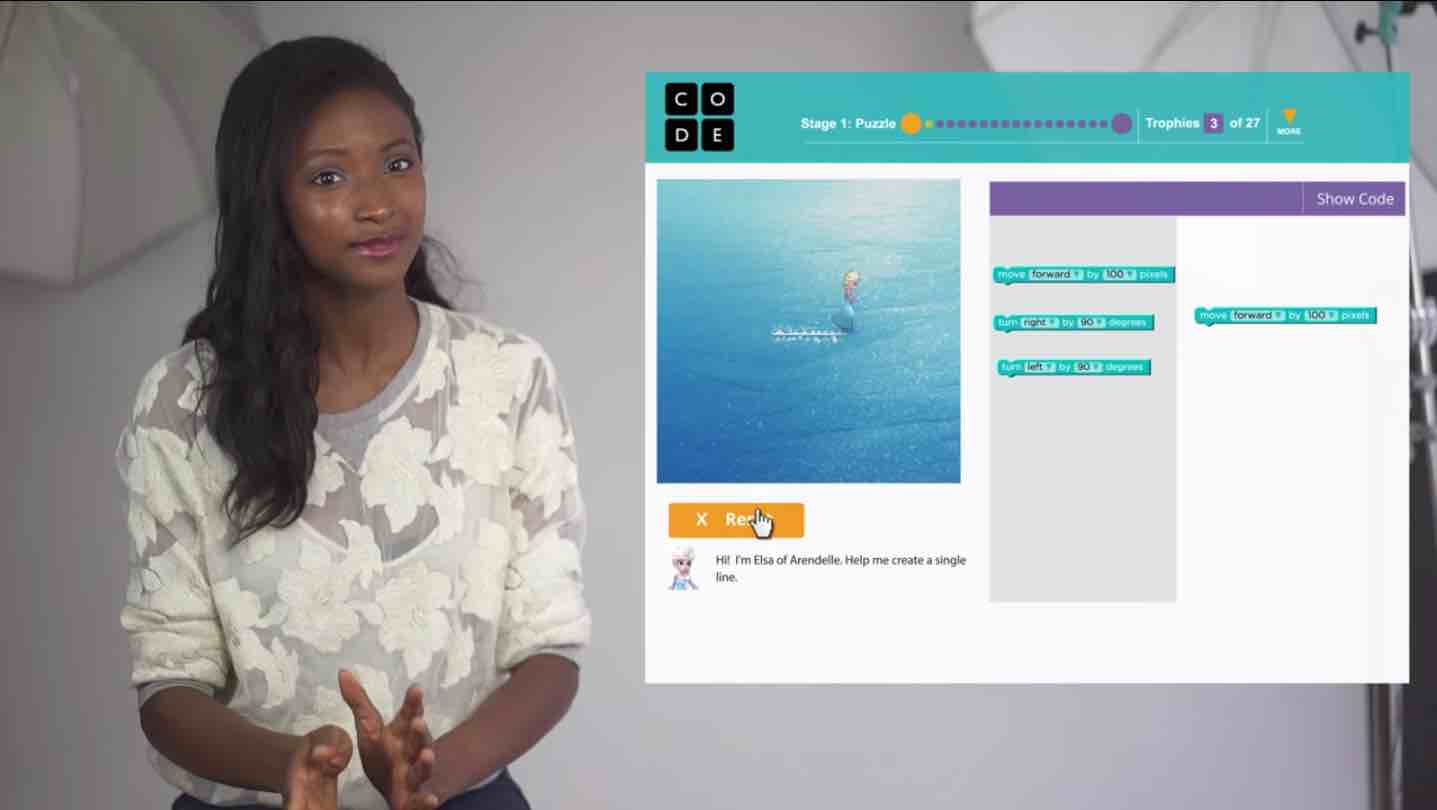 CO
DE
Stage 1: Puzzle
Trophies 3 of 27
MORE
Show Code
move forward by 100 pixels
turn right by 90 degrees
turn left by 90 degrees
move forward by 100 pixels
X
Hi! I'm Elsa of Arendelle. Help me create a single
line.